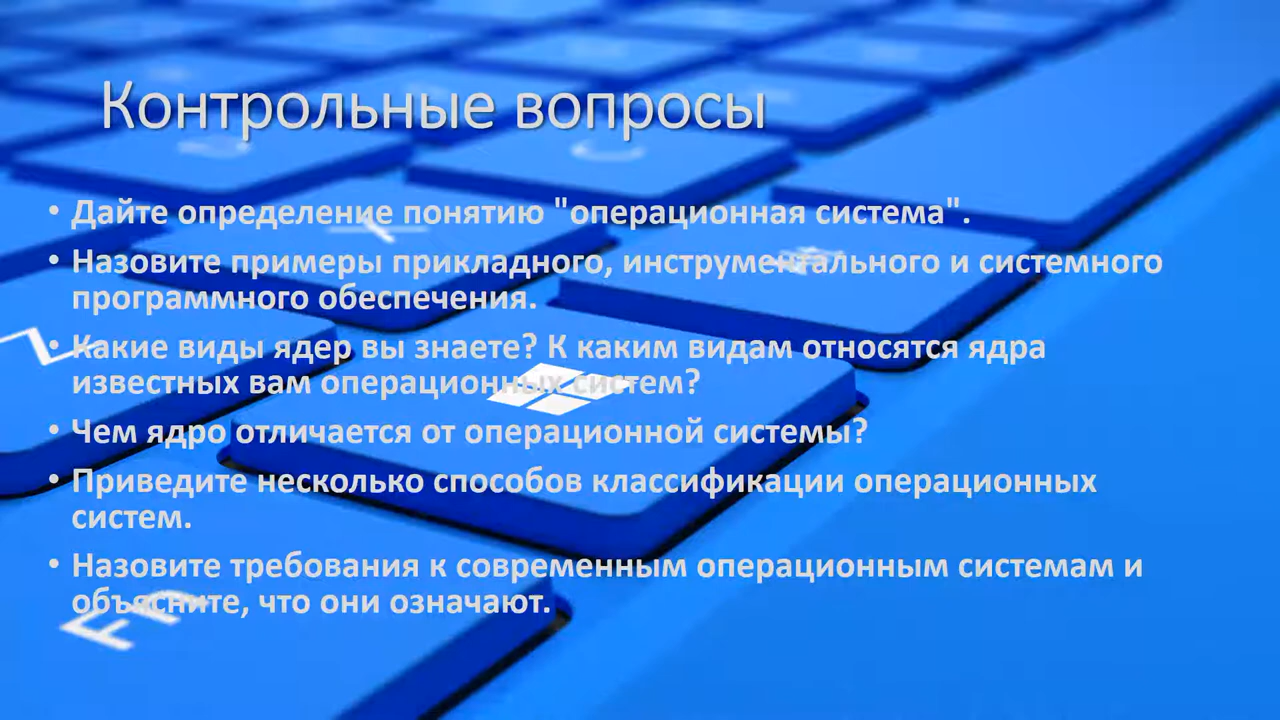 Контрольные вопросы
• Дайте определение понятию "операционная система".
• Назовите примеры прикладного, инструментального и системного
программного обеспечения.
• Какие виды ядер вы знаете? К каким видам относятся ядра
известных вам операционных систем?
• Чем ядро отличается от операционной системы?
• Приведите несколько способов классификации операционных
систем.
• Назовите требования к современным операционным системам и
объясните, что они означают.